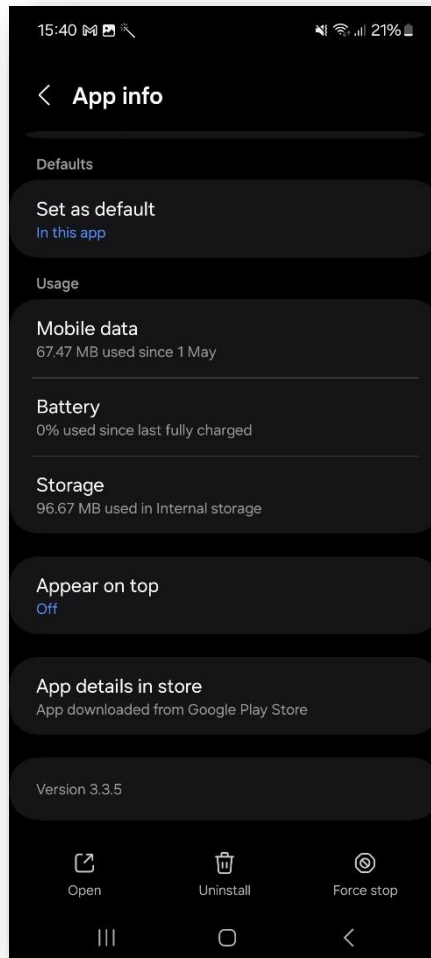 15:40 21%
App info
Defaults
Set as default
In this app
Usage
Mobile data
67.47 MB used since 1 May
Battery
0% used since last fully charged
Storage
96.67 MB used in Internal storage
Appear on top
Off
App details in store
App downloaded from Google Play Store
Version 3.3.5
Open Uninstall Force stop